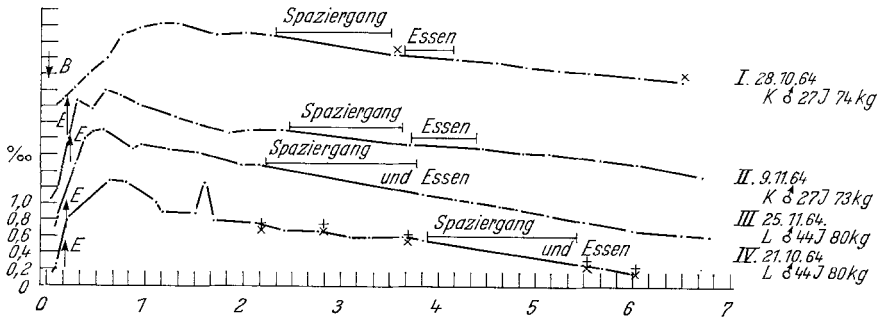 Spaziergang
Essen
B
I. 28.10.64
K ♂ 27J 74kg
E
E
Spaziergang
Essen
‰
Spaziergang
und Essen
II. 9.11.64
K ♂ 27J 73kg
1,0
0,8
0,6
0,4
0,2
0
E
E
Spaziergang
und Essen
III 25.11.64.
L ♂ 44J 80kg
IV. 21.10.64
L ♂ 44J 80kg
0 1 2 3 4 5 6 7